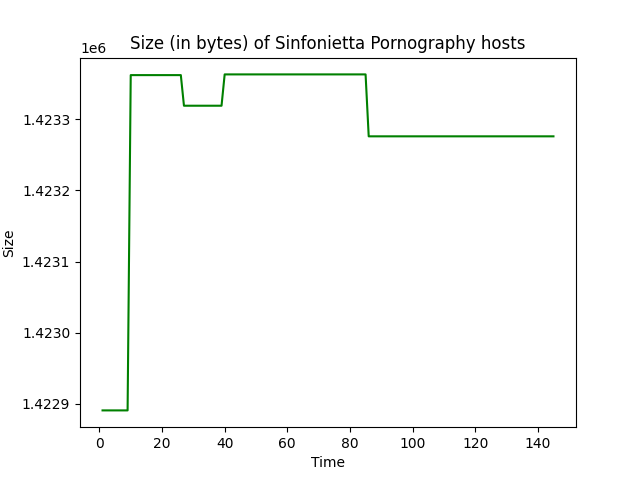 Size (in bytes) of Sinfonietta Pornography hosts
1e6
1.4233
1.4232
1.4231
1.4230
1.4229
Size
0 20 40 60 80 100 120 140
Time